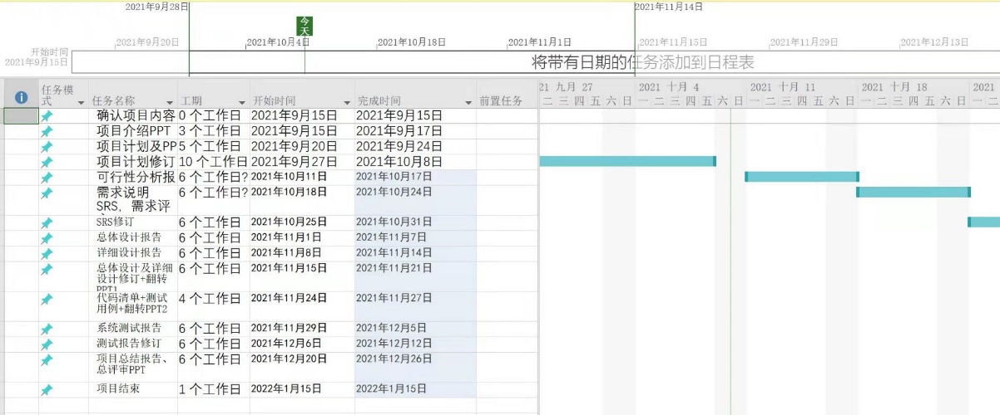 2021年9月28日
2021年11月14日
今天
2021年9月20日
2021年10月4日
2021年10月18日
2021年11月1日
2021年11月15日
2021年11月29日
2021年12月13日
开始时间
2021年9月15日
将带有日期的任务添加到日程表
任务模式
任务名称
工期
开始时间
完成时间
前置任务
21 九月 27
2021 十月 4
2021 十月 11
2021 十月 18
2021
二 三 四 五 六 日 一 二 三 四 五 六 日 一 二 三 四 五 六 日 一 二 三 四 五 六 日 一 二
确认项目内容 0 个工作日 2021年9月15日 2021年9月15日
项目介绍PPT 3 个工作日 2021年9月15日 2021年9月17日
项目计划及PP 5 个工作日 2021年9月20日 2021年9月24日
项目计划修订 10 个工作日 2021年9月27日 2021年10月8日
可行性分析报 6 个工作日? 2021年10月11日 2021年10月17日
需求说明 6 个工作日? 2021年10月18日 2021年10月24日
SRS，需求评
SRS修订 6 个工作日 2021年10月25日 2021年10月31日
总体设计报告 6 个工作日 2021年11月1日 2021年11月7日
详细设计报告 6 个工作日 2021年11月8日 2021年11月14日
总体设计及详细 6 个工作日 2021年11月15日 2021年11月21日
设计修订+翻转
PPT1
代码清单+测试 4 个工作日 2021年11月24日 2021年11月27日
用例+翻转PPT2
系统测试报告 6 个工作日 2021年11月29日 2021年12月5日
测试报告修订 6 个工作日 2021年12月6日 2021年12月12日
项目总结报告、 6 个工作日 2021年12月20日 2021年12月26日
总评审PPT
项目结束 1 个工作日 2022年1月15日 2022年1月15日